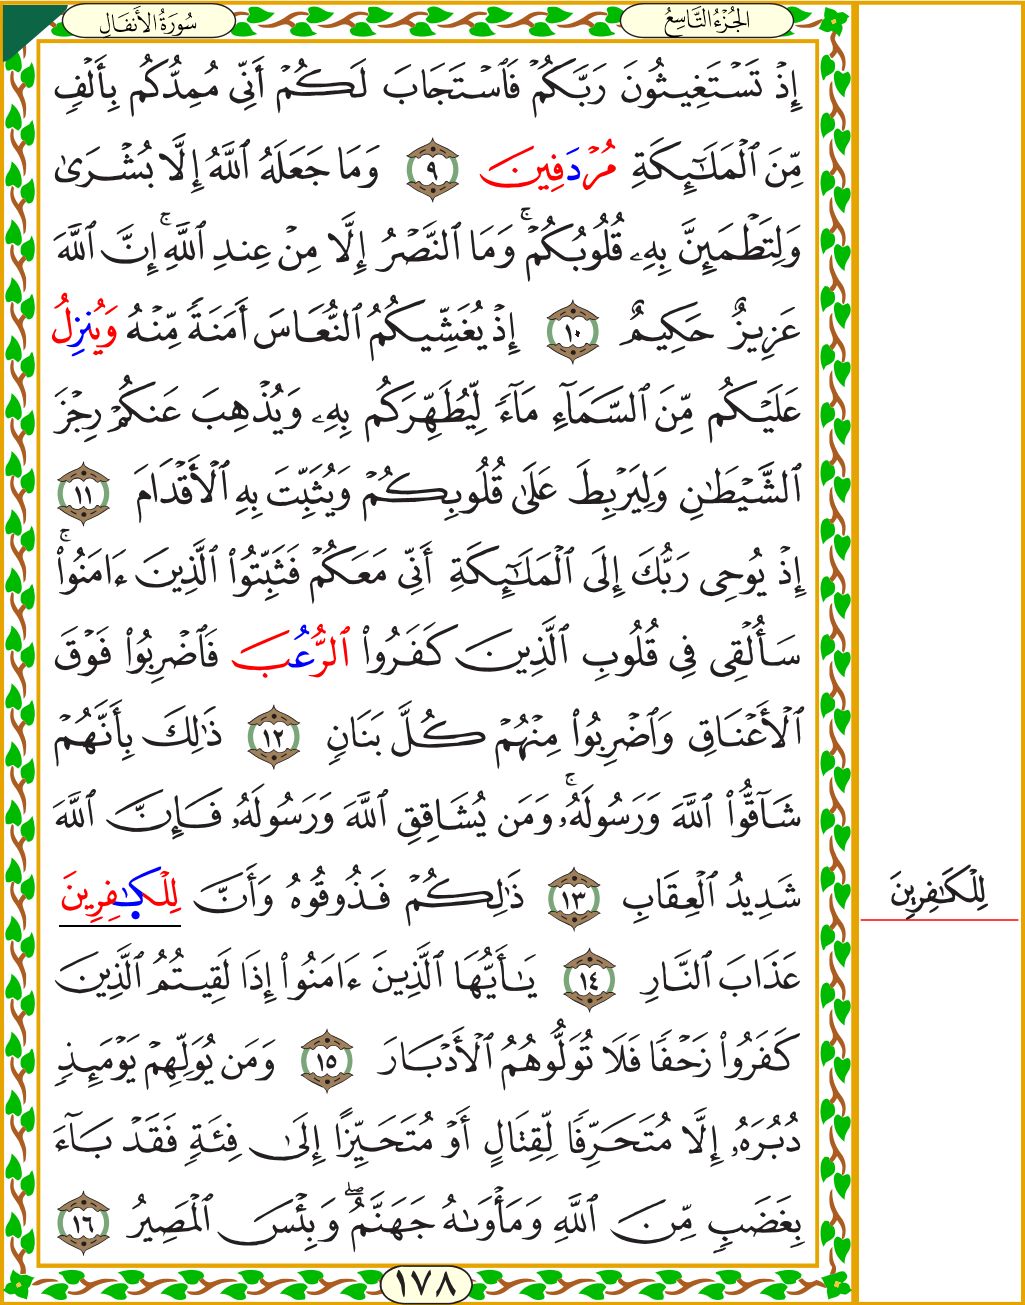 سُورَةُ الأَنفَالِ
الجُزْءُ التَّاسِعُ
إِذْ تَسْتَغِيثُونَ رَبَّكُمْ فَٱسْتَجَابَ لَكُمْ أَنِّى مُمِدُّكُم بِأَلْفٍ
مِّنَ ٱلْمَلَـٰٓئِكَةِ مُرْدَفِينَ ٩ وَمَا جَعَلَهُ ٱللَّهُ إِلَّا بُشْرَىٰ
وَلِتَطْمَئِنَّ بِهِۦ قُلُوبُكُمْ ۚ وَمَا ٱلنَّصْرُ إِلَّا مِنْ عِندِ ٱللَّهِ ۚ إِنَّ ٱللَّهَ
عَزِيزٌ حَكِيمٌ ١٠ إِذْ يُغَشِّيكُمُ ٱلنُّعَاسَ أَمَنَةً مِّنْهُ وَيُنزِلُ
عَلَيْكُم مِّنَ ٱلسَّمَآءِ مَآءً لِّيُطَهِّرَكُم بِهِۦ وَيُذْهِبَ عَنكُمْ رِجْزَ
ٱلشَّيْطَـٰنِ وَلِيَرْبِطَ عَلَىٰ قُلُوبِكُمْ وَيُثَبِّتَ بِهِ ٱلْأَقْدَامَ ١١
إِذْ يُوحِى رَبُّكَ إِلَى ٱلْمَلَـٰٓئِكَةِ أَنِّى مَعَكُمْ فَثَبِّتُوا۟ ٱلَّذِينَ ءَامَنُوا۟ ۚ
سَأُلْقِى فِى قُلُوبِ ٱلَّذِينَ كَفَرُوا۟ ٱلرُّعُبَ فَٱضْرِبُوا۟ فَوْقَ
ٱلْأَعْنَاقِ وَٱضْرِبُوا۟ مِنْهُمْ كُلَّ بَنَانٍ ١٢ ذَٰلِكَ بِأَنَّهُمْ
شَآقُّوا۟ ٱللَّهَ وَرَسُولَهُۥ ۚ وَمَن يُشَاقِقِ ٱللَّهَ وَرَسُولَهُۥ فَإِنَّ ٱللَّهَ
شَدِيدُ ٱلْعِقَابِ ١٣ ذَٰلِكُمْ فَذُوقُوهُ وَأَنَّ لِلْكَـٰفِرِينَ
لِلْكَـٰفِرِينَ
عَذَابَ ٱلنَّارِ ١٤ يَـٰٓأَيُّهَا ٱلَّذِينَ ءَامَنُوٓا۟ إِذَا لَقِيتُمُ ٱلَّذِينَ
كَفَرُوا۟ زَحْفًا فَلَا تُوَلُّوهُمُ ٱلْأَدْبَارَ ١٥ وَمَن يُوَلِّهِمْ يَوْمَئِذٍ
دُبُرَهُۥٓ إِلَّا مُتَحَرِّفًا لِّقِتَالٍ أَوْ مُتَحَيِّزًا إِلَىٰ فِئَةٍ فَقَدْ بَآءَ
بِغَضَبٍ مِّنَ ٱللَّهِ وَمَأْوَىٰهُ جَهَنَّمُ ۖ وَبِئْسَ ٱلْمَصِيرُ ١٦
١٧٨